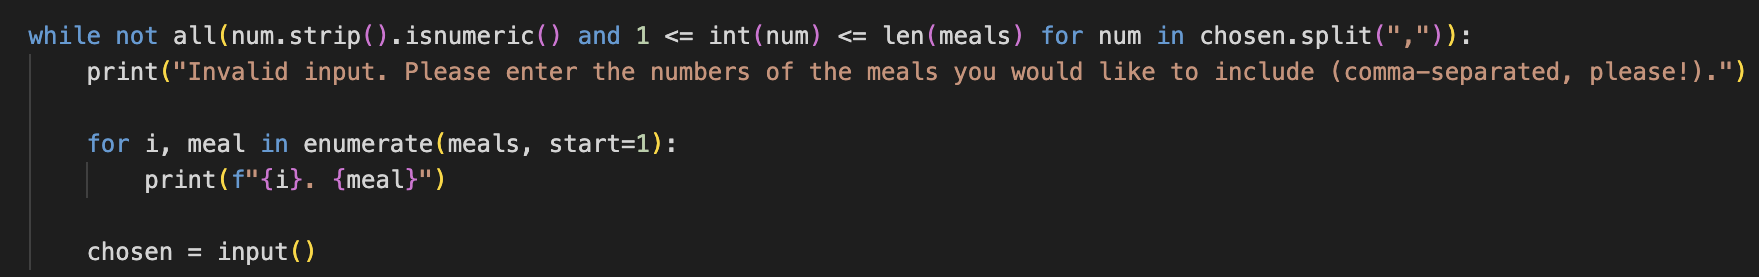 while not all(num.strip().isnumeric() and 1 <= int(num) <= len(meals) for num in chosen.split(",")):
    print("Invalid input. Please enter the numbers of the meals you would like to include (comma-separated, please!).")

    for i, meal in enumerate(meals, start=1):
        print(f"{i}. {meal}")

    chosen = input()